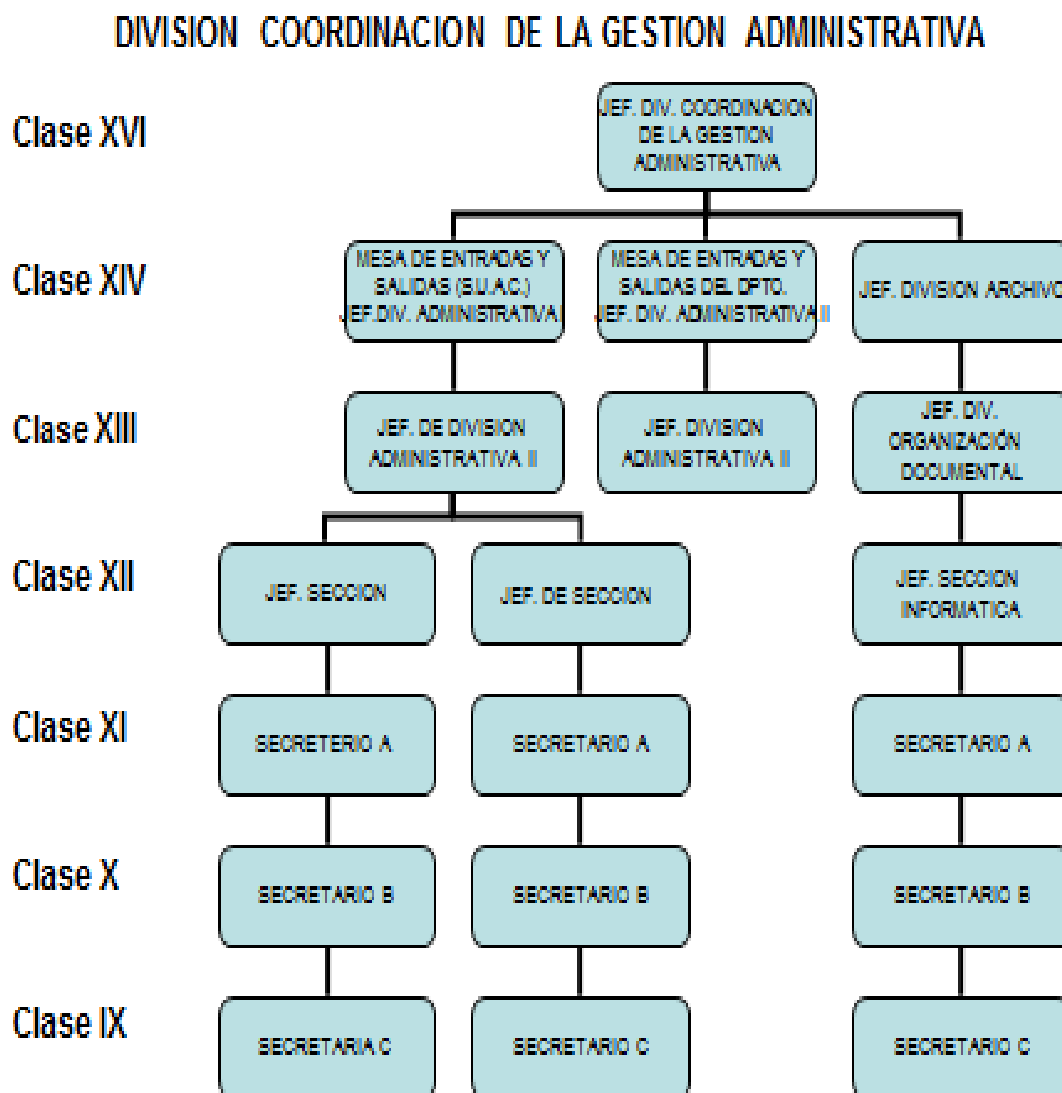 DIVISION COORDINACION DE LA GESTION ADMINISTRATIVA
Clase XVI
JEF. DIV. COORDINACION
DE LA GESTION
ADMINISTRATIVA
Clase XIV
MESA DE ENTRADAS Y
SALIDAS (S.U.A.C.)
JEF.DIV. ADMINISTRATIVA I
MESA DE ENTRADAS Y
SALIDAS DEL DPTO.
JEF. DIV. ADMINISTRATIVA II
JEF. DIVISION ARCHIVO
Clase XIII
JEF. DE DIVISION
ADMINISTRATIVA II
JEF. DIVISION
ADMINISTRATIVA II
JEF. DIV.
ORGANIZACIÓN
DOCUMENTAL
Clase XII
JEF. SECCION
JEF. DE SECCION
JEF. SECCION
INFORMATICA
Clase XI
SECRETERIO A
SECRETARIO A
SECRETARIO A
Clase X
SECRETARIO B
SECRETARIO B
SECRETARIO B
Clase IX
SECRETARIA C
SECRETARIO C
SECRETARIO C